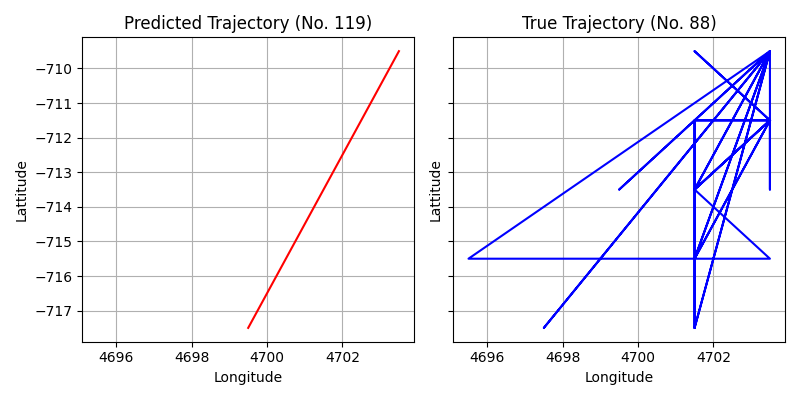 Predicted Trajectory (No. 119)
True Trajectory (No. 88)
Lattitude
−710
−711
−712
−713
−714
−715
−716
−717
4696
4698
4700
4702
Longitude
Lattitude
4696
4698
4700
4702
Longitude